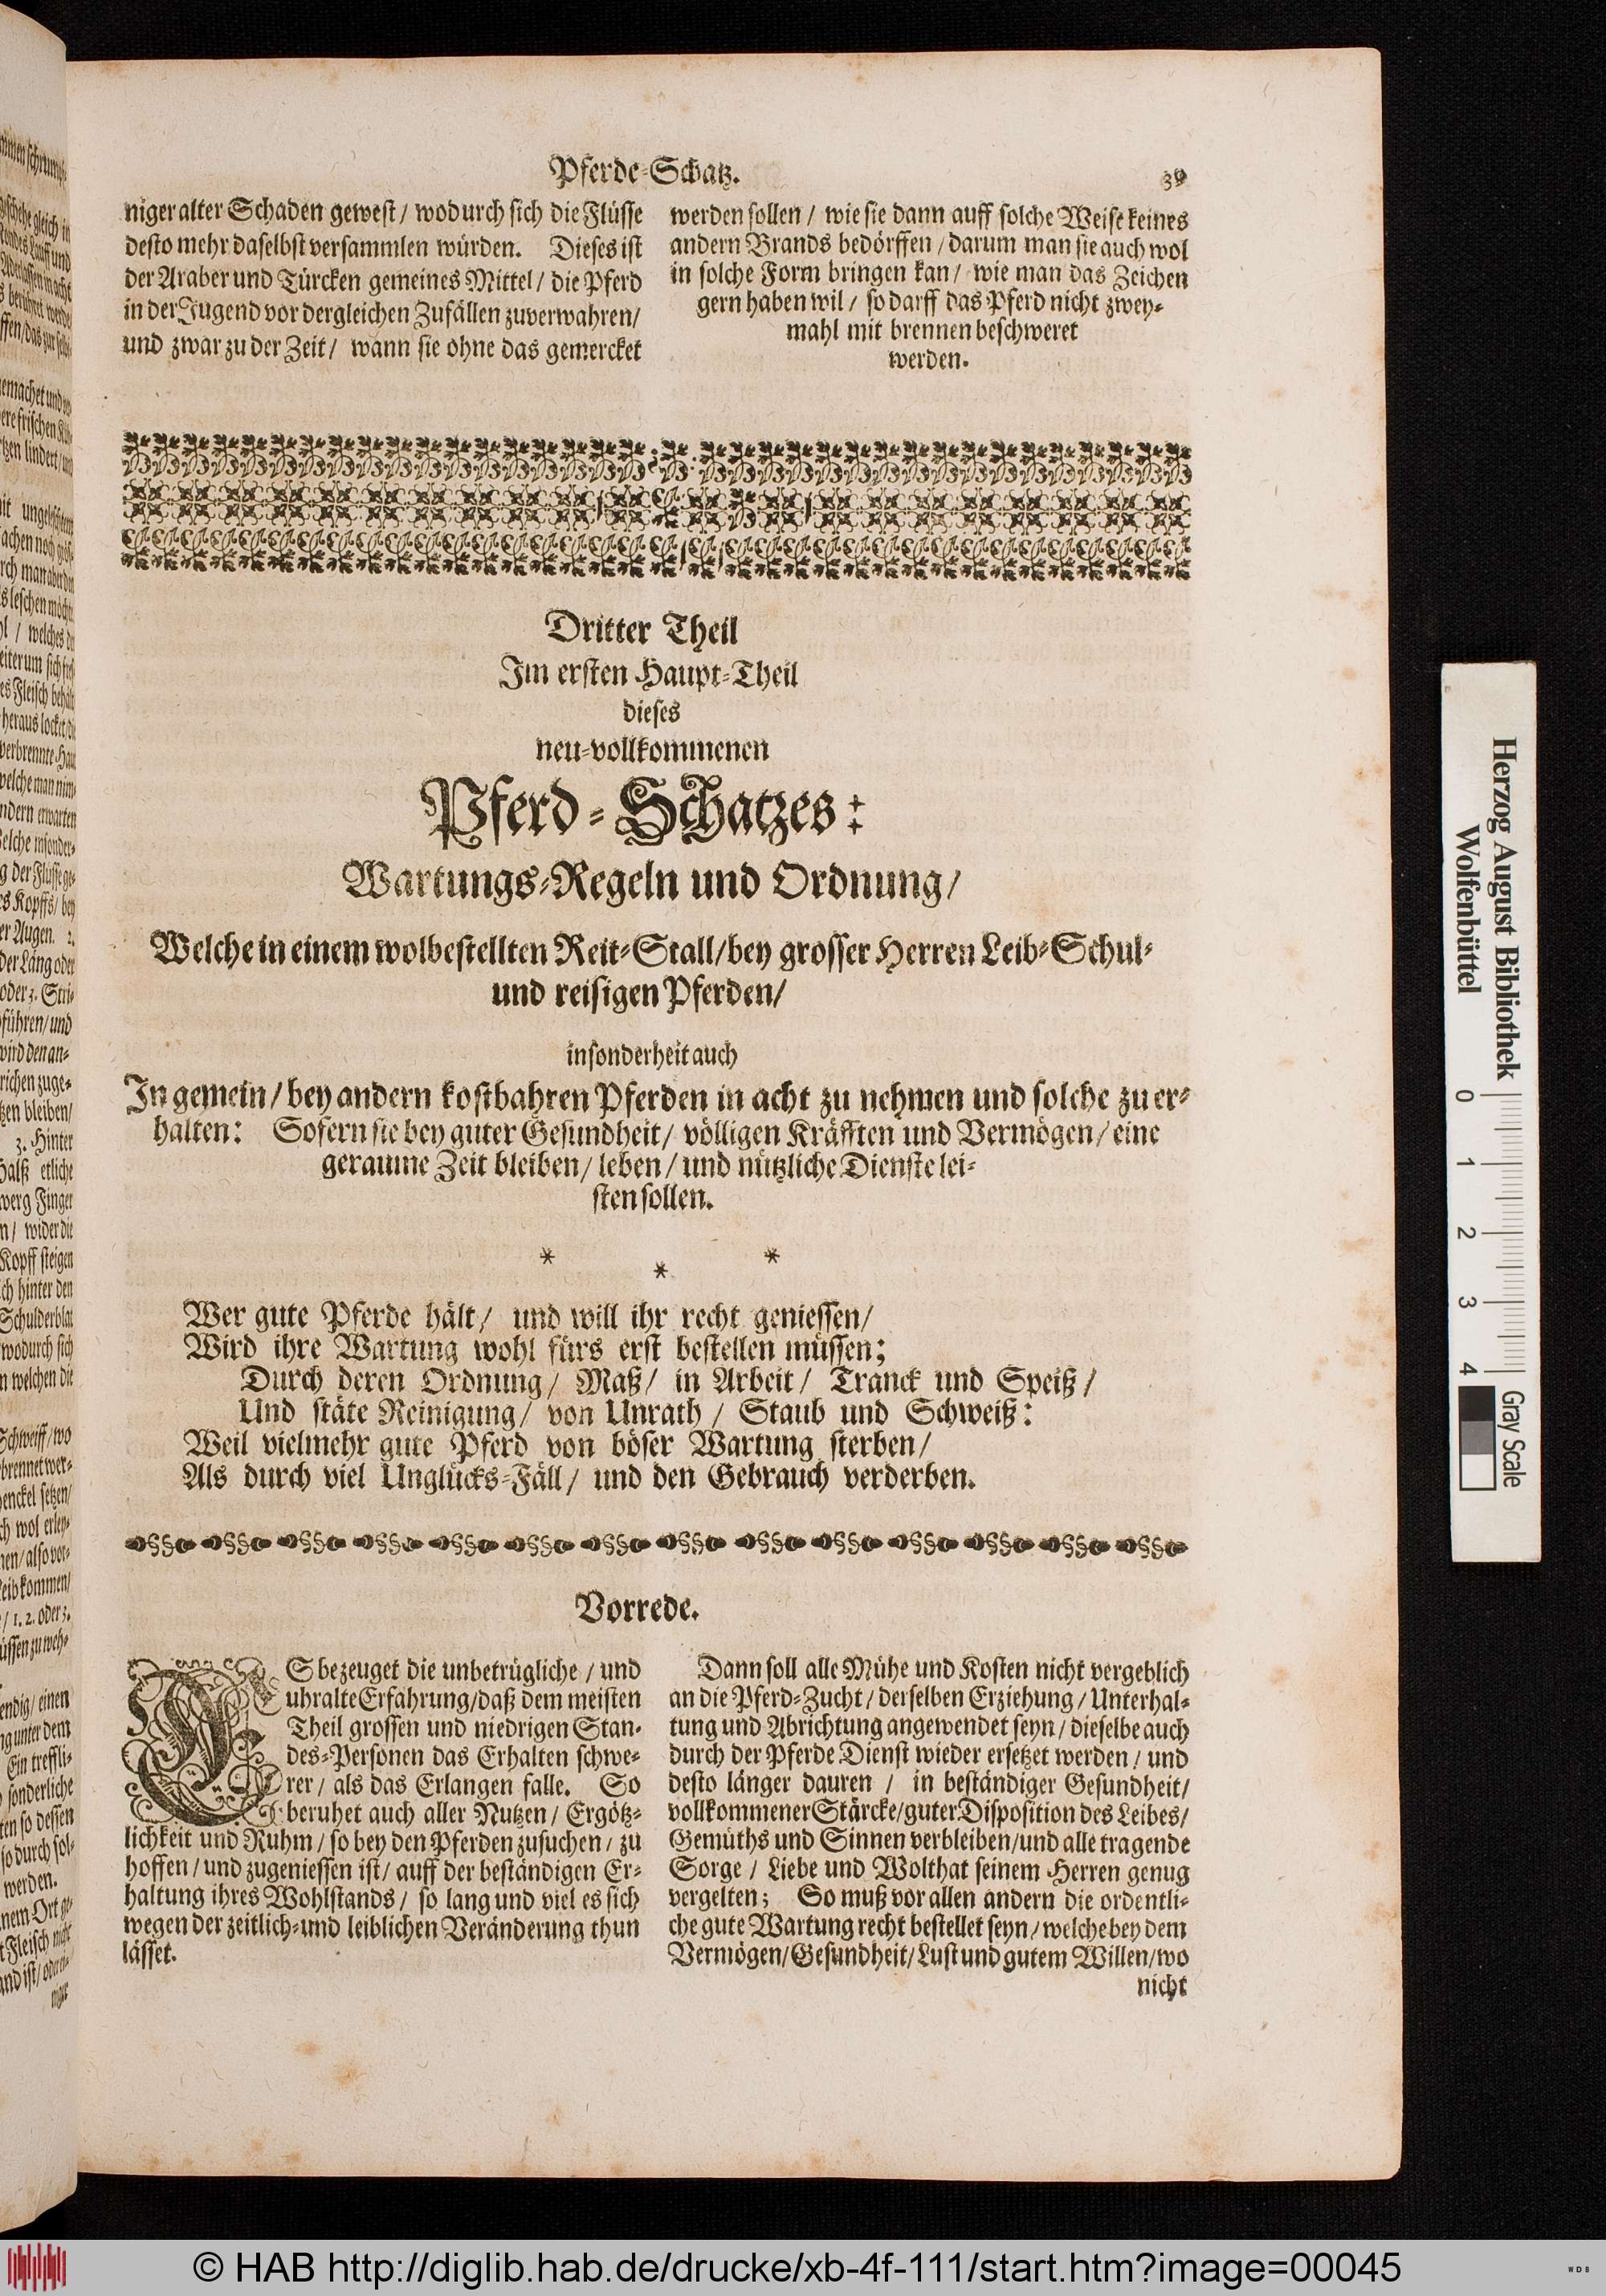 Pferde-Schatz.
niger alter Schaden gewest / wodurch sich die Flüsse
desto mehr daselbst versammlen würden. Dieses ist
der Araber und Türcken gemeines Mittel / die Pferd
in der Jugend vor dergleichen Zufällen zuverwahren /
und zwar zu der Zeit / wann sie ohne das gemercket
werden sollen / wie sie dann auff solche Weise keines
andern Brands bedörffen / darum man sie auch wol
in solche Form bringen kan / wie man das Zeichen
gern haben wil / so darff das Pferd nicht zwey-
mahl mit brennen beschweret
werden.
Dritter Theil
Im ersten Haupt-Theil
dieses
neu-vollkommenen
Pferd-Schatzes:
Wartungs-Regeln und Ordnung /
Welche in einem wolbestellten Reit-Stall / bey grosser Herren Leib-Schul-
und reisigen Pferden /
insonderheit auch
In gemein / bey andern kostbahren Pferden in acht zu nehmen und solche zu er-
halten: Sofern sie bey guter Gesundheit / völligen Kräfften und Vermögen / eine
geraume Zeit bleiben / leben / und nützliche Dienste lei-
sten sollen.
* * *
Wer gute Pferde hält / und will ihr recht geniessen /
Wird ihre Wartung wohl fürs erst bestellen müssen;
Durch deren Ordnung / Maß / in Arbeit / Tranck und Speiß /
Und stäte Reinigung / von Unrath / Staub und Schweiß:
Weil vielmehr gute Pferd von böser Wartung sterben /
Als durch viel Unglücks-Fäll / und den Gebrauch verderben.
Vorrede.
ES bezeuget die unbetrügliche / und
uhralte Erfahrung / daß dem meisten
Theil grossen und niedrigen Stan-
des-Personen das Erhalten schwe-
rer / als das Erlangen falle. So
beruhet auch aller Nutzen / Ergötz-
lichkeit und Ruhm / so bey den Pferden zusuchen / zu
hoffen / und zugeniessen ist / auff der beständigen Er-
haltung ihres Wohlstands / so lang und viel es sich
wegen der zeitlich- und leiblichen Veränderung thun
lässet.
Dann soll alle Mühe und Kosten nicht vergeblich
an die Pferd-Zucht / derselben Erziehung / Unterhal-
tung und Abrichtung angewendet seyn / dieselbe auch
durch der Pferde Dienst wieder ersetzet werden / und
desto länger dauren / in beständiger Gesundheit /
vollkommener Stärcke / guter Disposition des Leibes /
Gemüths und Sinnen verbleiben / und alle tragende
Sorge / Liebe und Wolthat seinem Herren genug
vergelten; So muß vor allen andern die ordentli-
che gute Wartung recht bestellet seyn / welche bey dem
Vermögen / Gesundheit / Lust und gutem Willen / wo
nicht
Herzog August Bibliothek
Wolfenbüttel
0 1 2 3 4
Gray Scale
© HAB http://diglib.hab.de/drucke/xb-4f-111/start.htm?image=00045